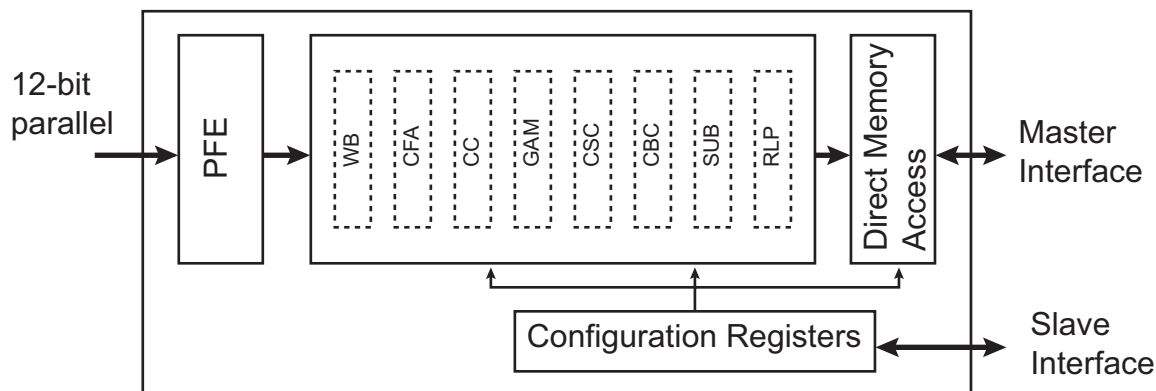 12-bit
parallel
PFE
WB
CFA
CC
GAM
CSC
CBC
SUB
RLP
Direct Memory
Access
Master
Interface
Configuration Registers
Slave
Interface